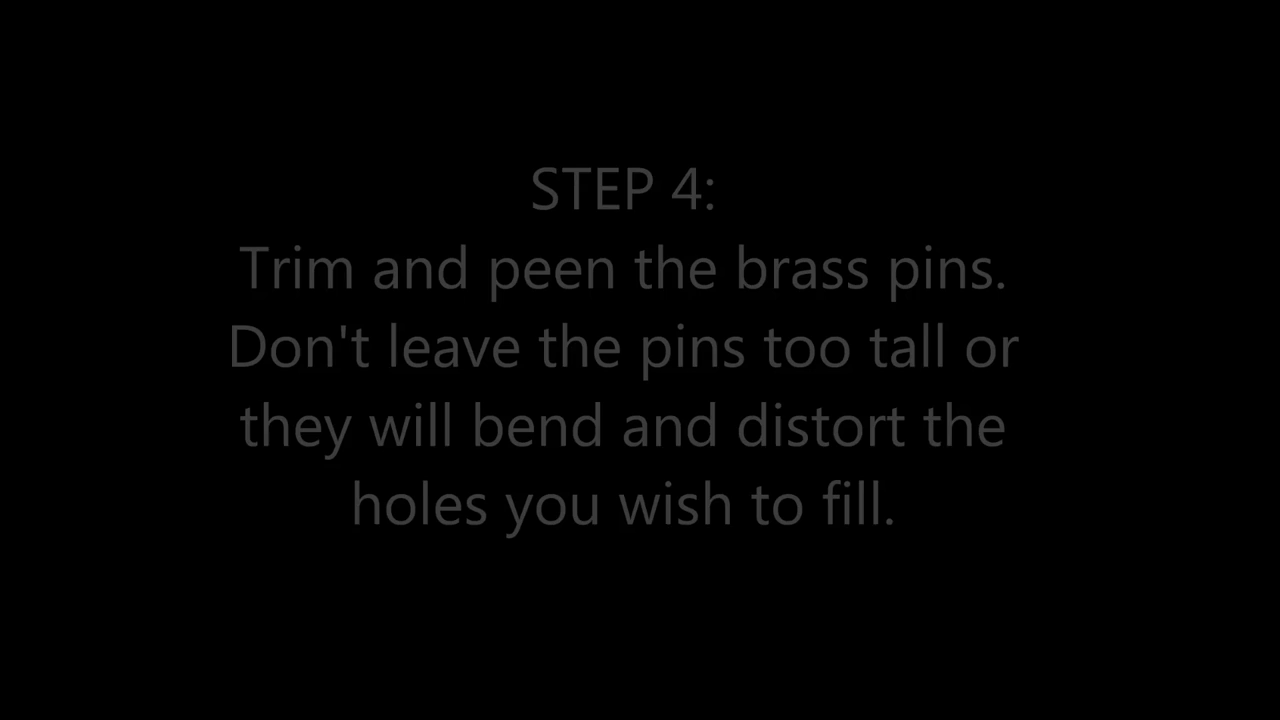 STEP 4:
Trim and peen the brass pins.
Don't leave the pins too tall or
they will bend and distort the
holes you wish to fill.